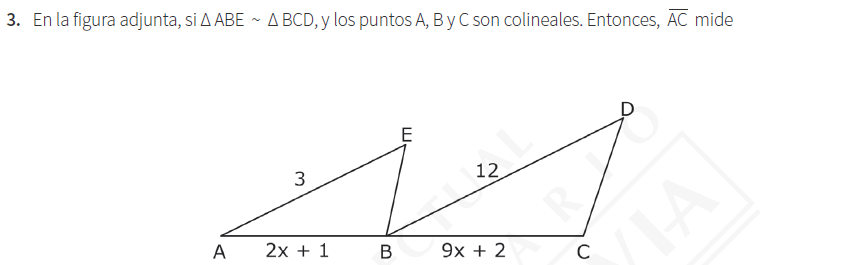 3. En la figura adjunta, si Δ ABE ~ Δ BCD, y los puntos A, B y C son colineales. Entonces, AC mide
D
E
3
12
A 2x + 1 B 9x + 2 C